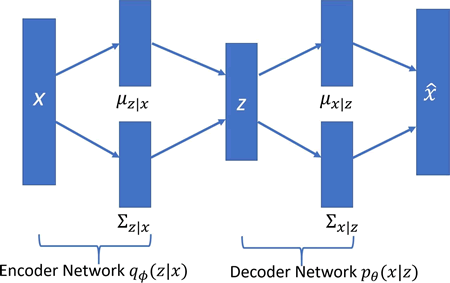 x
μz|x
Σz|x
z
μx|z
Σx|z
x̂
Encoder Network qϕ(z|x)
Decoder Network pθ(x|z)